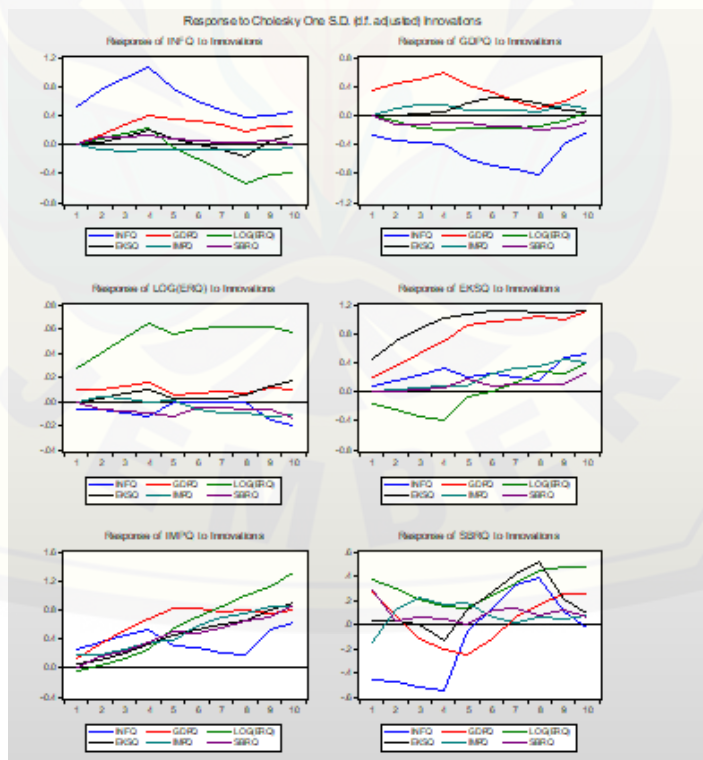 Response to Cholesky One S.D. (d.f. adjusted) Innovations
Response of INFQ to Innovations
1.2
0.8
0.4
0.0
-0.4
-0.8
1 2 3 4 5 6 7 8 9 10
INFQ GDPQ LOG(ERQ)
EKSQ IMPQ SBRQ
Response of GDPQ to Innovations
0.8
0.4
0.0
-0.4
-0.8
-1.2
1 2 3 4 5 6 7 8 9 10
INFQ GDPQ LOG(ERQ)
EKSQ IMPQ SBRQ
Response of LOG(ERQ) to Innovations
.08
.06
.04
.02
.00
-.02
-.04
1 2 3 4 5 6 7 8 9 10
INFQ GDPQ LOG(ERQ)
EKSQ IMPQ SBRQ
Response of EKSQ to Innovations
1.2
0.8
0.4
0.0
-0.4
-0.8
1 2 3 4 5 6 7 8 9 10
INFQ GDPQ LOG(ERQ)
EKSQ IMPQ SBRQ
Response of IMPQ to Innovations
1.6
1.2
0.8
0.4
0.0
-0.4
1 2 3 4 5 6 7 8 9 10
INFQ GDPQ LOG(ERQ)
EKSQ IMPQ SBRQ
Response of SBRQ to Innovations
.6
.4
.2
.0
-.2
-.4
-.6
1 2 3 4 5 6 7 8 9 10
INFQ GDPQ LOG(ERQ)
EKSQ IMPQ SBRQ
JEMBER